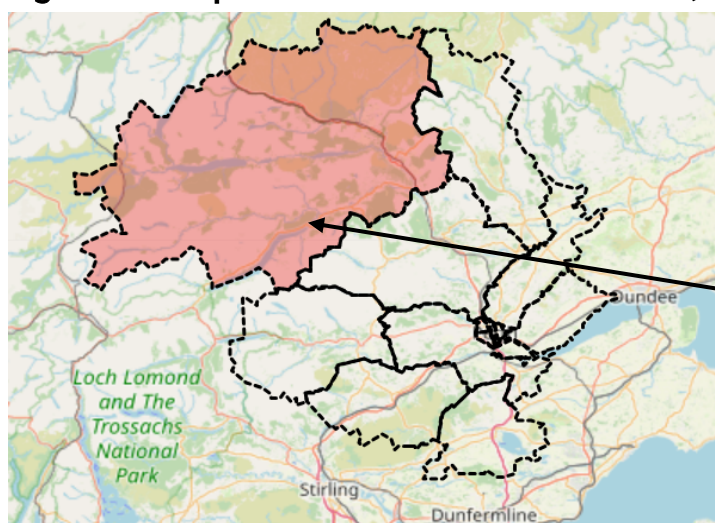 Dundee
Loch Lomond
and The
Trossachs
National
Park
Stirling
Dunfermline